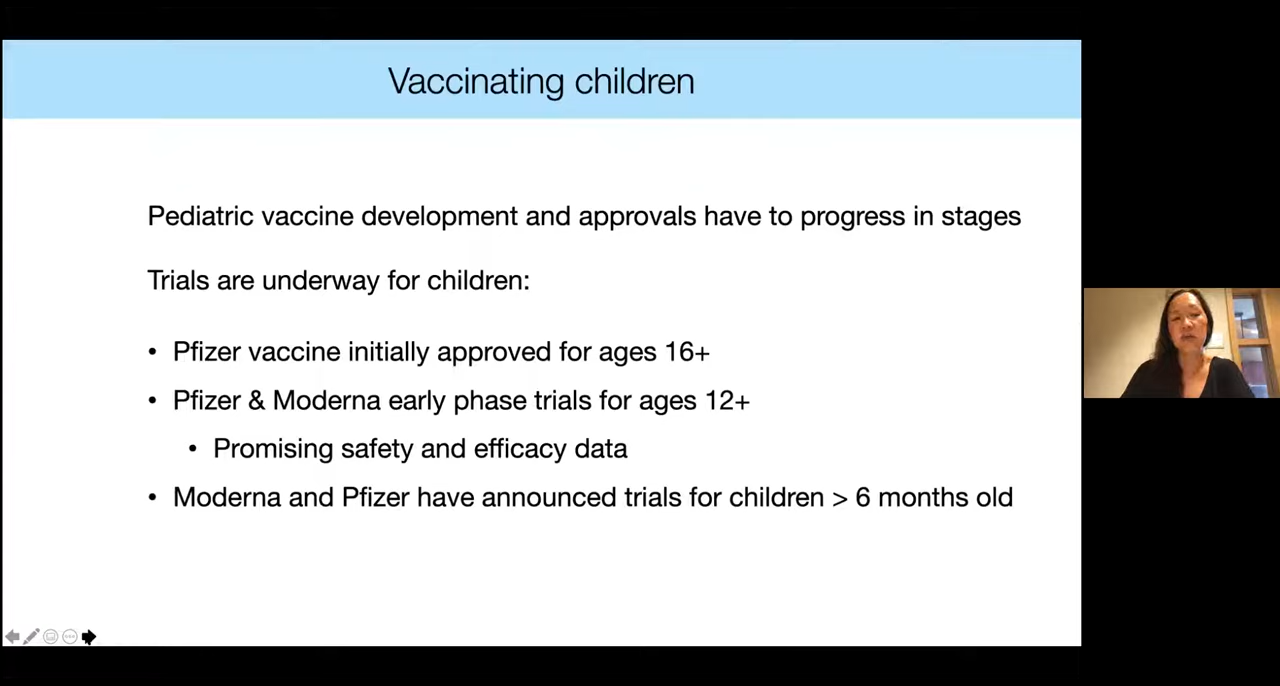 Vaccinating children
Pediatric vaccine development and approvals have to progress in stages
Trials are underway for children:
• Pfizer vaccine initially approved for ages 16+
• Pfizer & Moderna early phase trials for ages 12+
• Promising safety and efficacy data
• Moderna and Pfizer have announced trials for children > 6 months old